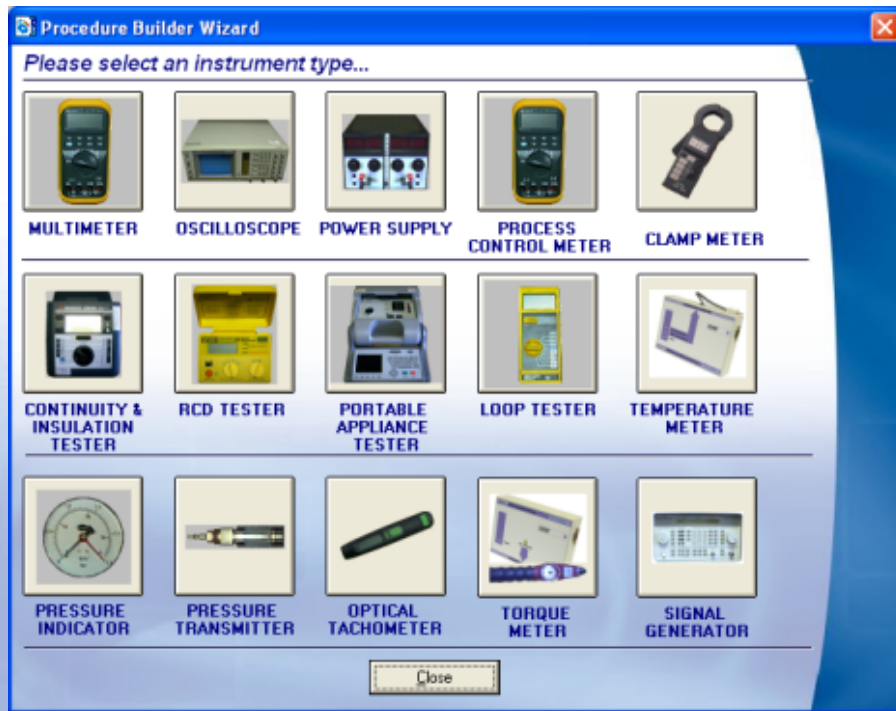 Procedure Builder Wizard
Please select an instrument type...
MULTIMETER
OSCILLOSCOPE
POWER SUPPLY
PROCESS
CONTROL METER
CLAMP METER
CONTINUITY &
INSULATION
TESTER
RCD TESTER
PORTABLE
APPLIANCE
TESTER
LOOP TESTER
TEMPERATURE
METER
PRESSURE
INDICATOR
PRESSURE
TRANSMITTER
OPTICAL
TACHOMETER
TORQUE
METER
SIGNAL
GENERATOR
Close